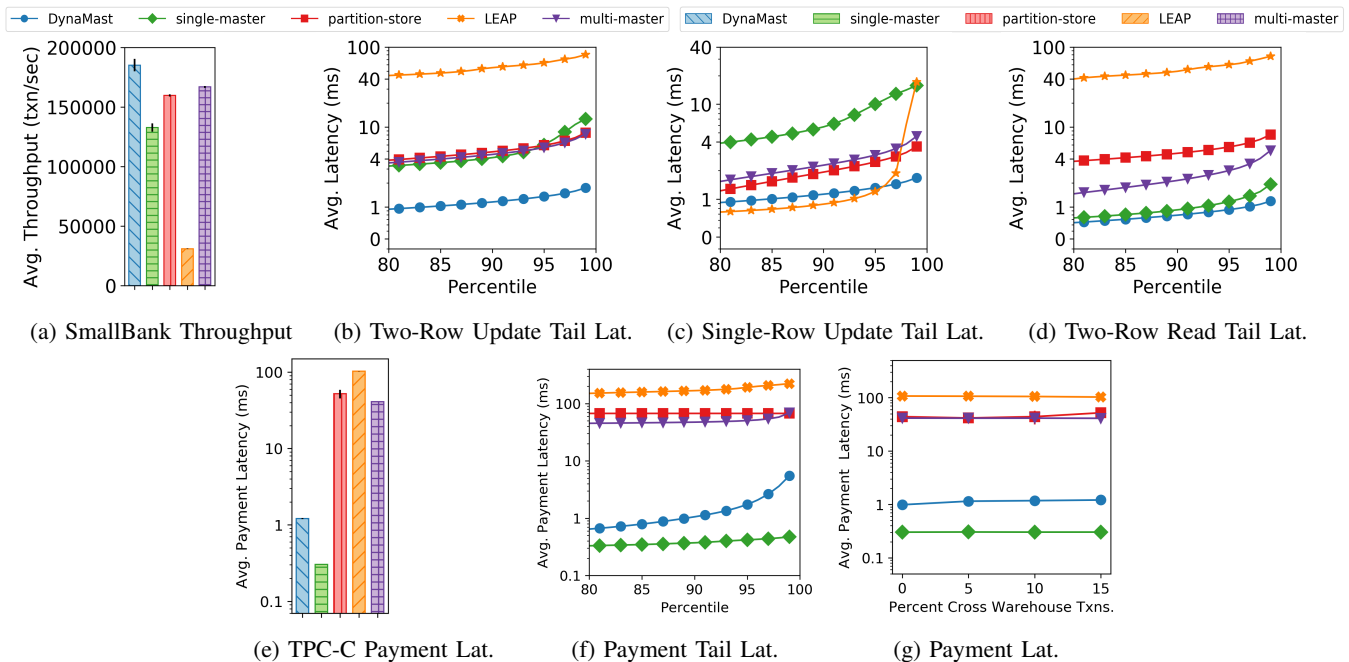 DynaMast single-master partition-store LEAP multi-master DynaMast single-master partition-store LEAP multi-master
Avg. Throughput (txn/sec)
200000
150000
100000
50000
0
Avg. Latency (ms)
100
40
10
4
1
0
80 85 90 95 100
Percentile
Avg. Latency (ms)
40
10
4
1
0
80 85 90 95 100
Percentile
Avg. Latency (ms)
100
40
10
4
1
0
80 85 90 95 100
Percentile
(a) SmallBank Throughput
(b) Two-Row Update Tail Lat.
(c) Single-Row Update Tail Lat.
(d) Two-Row Read Tail Lat.
Avg. Payment Latency (ms)
100
10
1
0.1
Avg. Payment Latency (ms)
100
10
1
0.1
80 85 90 95 100
Percentile
Avg. Payment Latency (ms)
100
10
1
0.1
0 5 10 15
Percent Cross Warehouse Txns.
(e) TPC-C Payment Lat.
(f) Payment Tail Lat.
(g) Payment Lat.